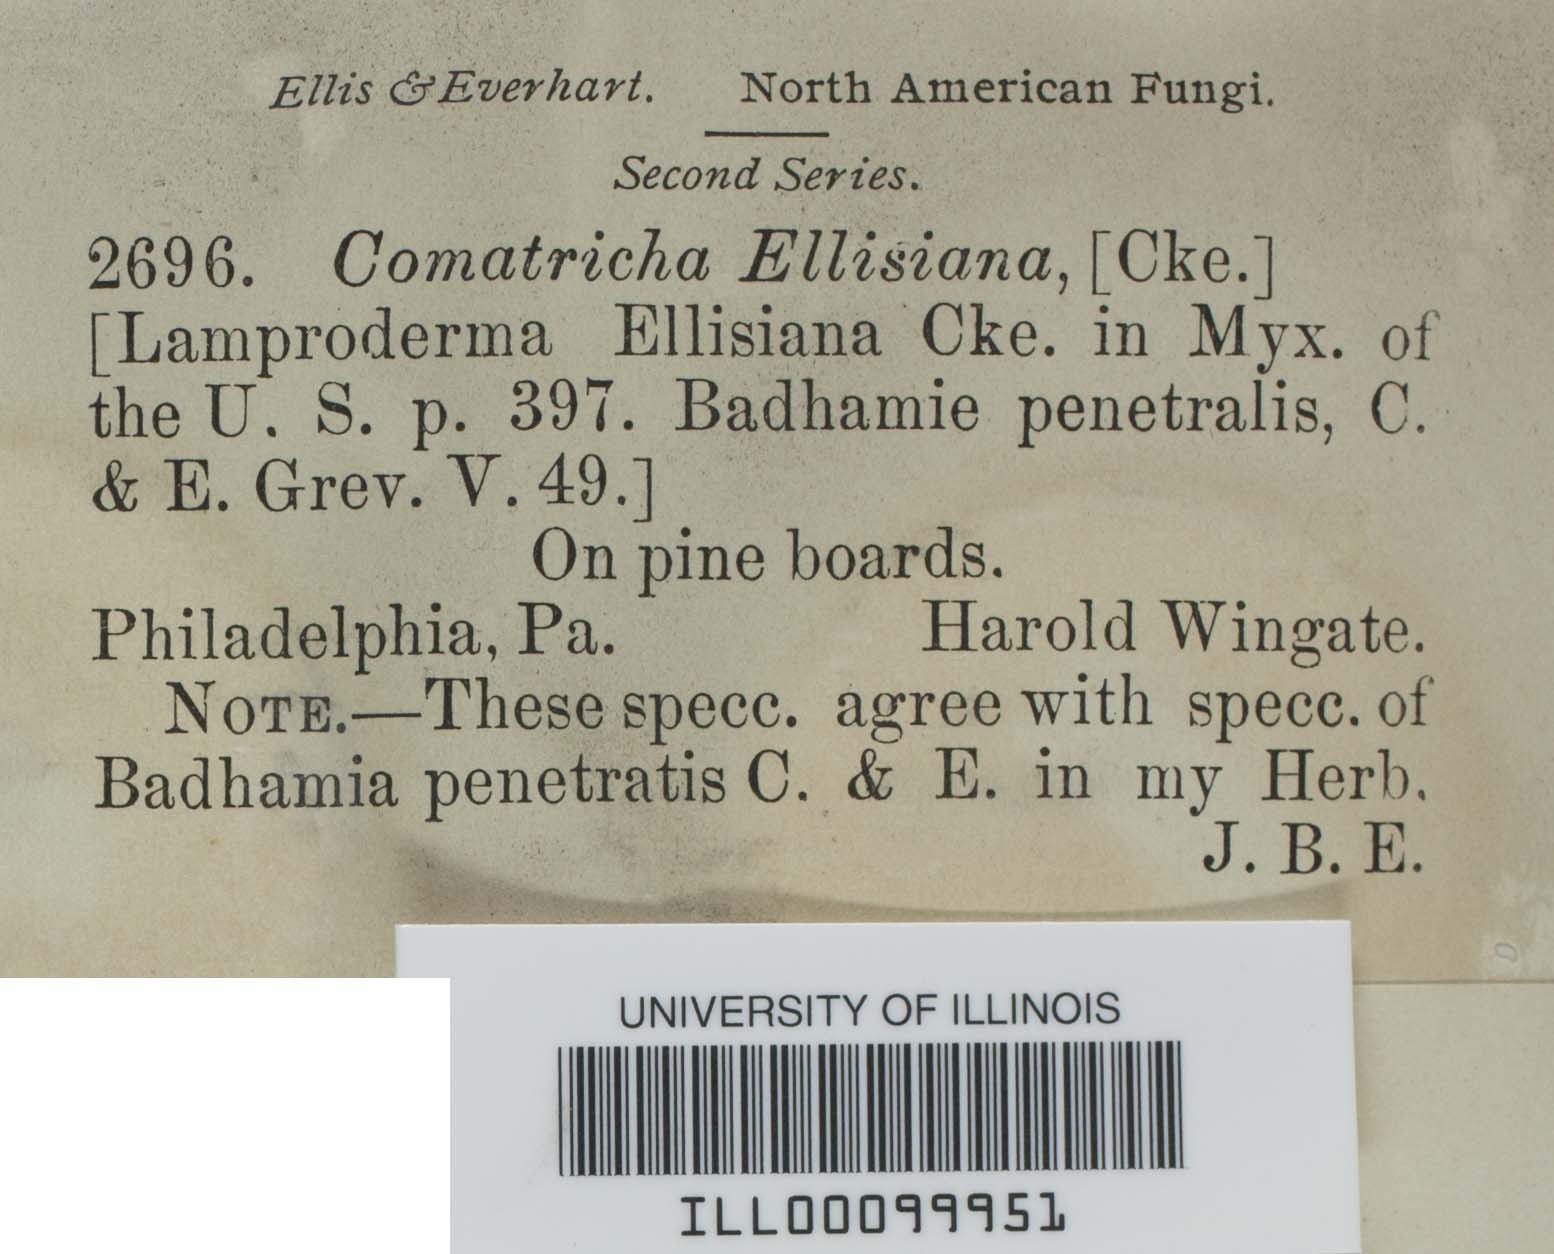 Ellis & Everhart. North American Fungi.
Second Series.
2696. Comatricha Ellisiana, [Cke.]
[Lamproderma Ellisiana Cke. in Myx. of
the U. S. p. 397. Badhamie penetralis, C.
& E. Grev. V. 49.]
On pine boards.
Philadelphia, Pa. Harold Wingate.
NOTE.—These specc. agree with specc. of
Badhamia penetratis C. & E. in my Herb.
J. B. E.
UNIVERSITY OF ILLINOIS
ILL00099951